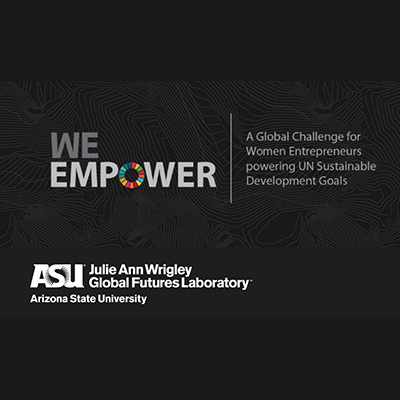 WE
EMPOWER
A Global Challenge for
Women Entrepreneurs
powering UN Sustainable
Development Goals
ASU Julie Ann Wrigley
Global Futures Laboratory
Arizona State University